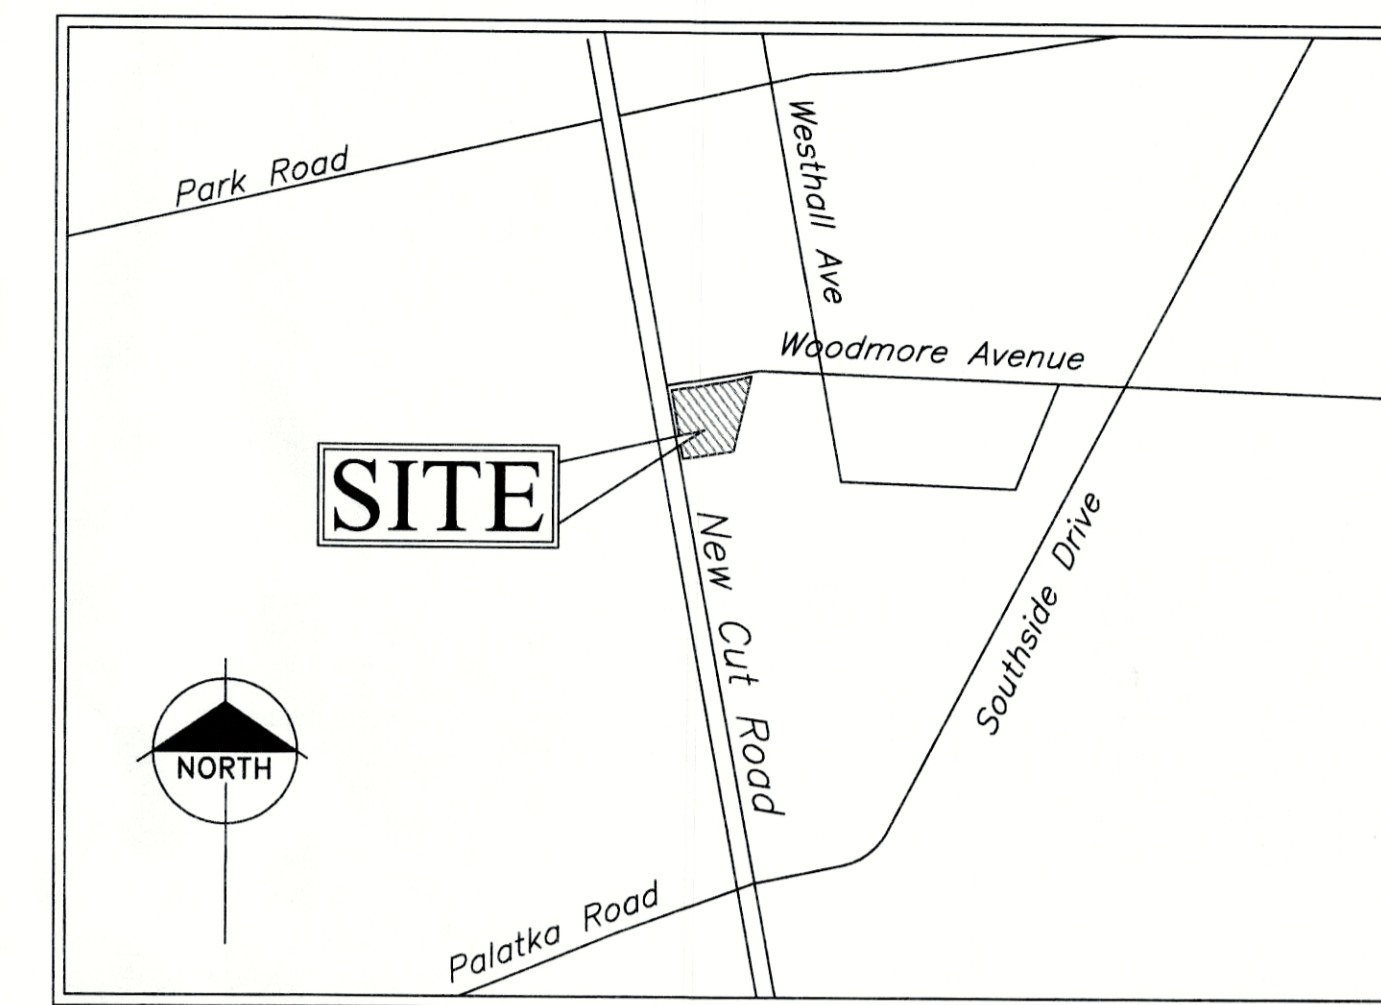 Park Road
Westhall Ave
Woodmore Avenue
SITE
New Cut Road
Southside Drive
NORTH
Palatka Road